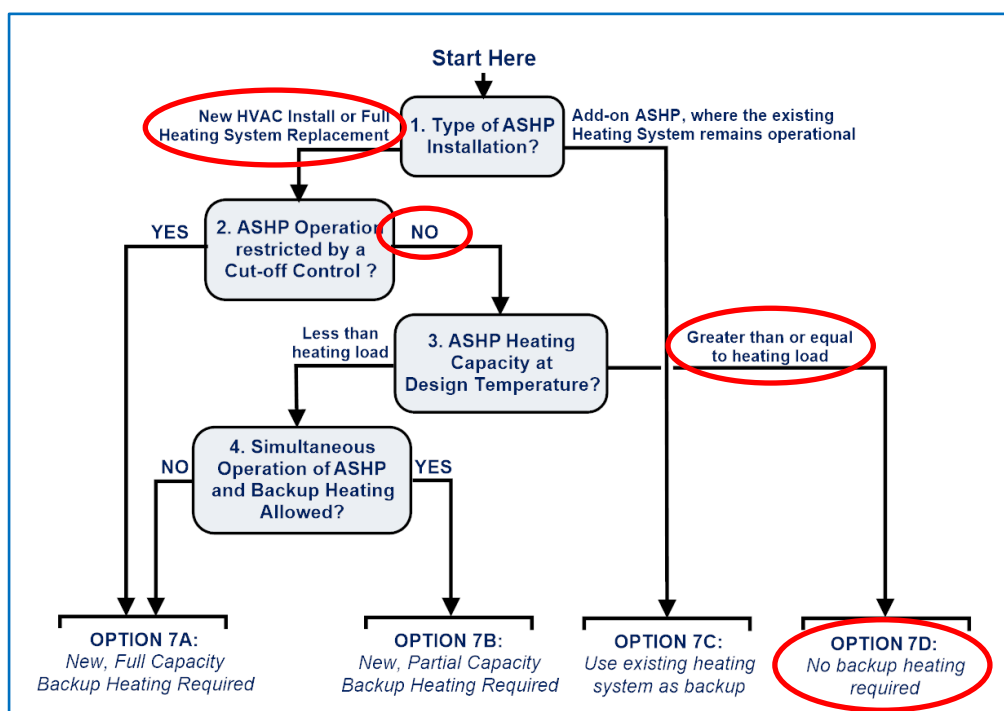 Start Here
New HVAC Install or Full
Heating System Replacement
1. Type of ASHP
Installation?
Add-on ASHP, where the existing
Heating System remains operational
YES
2. ASHP Operation
restricted by a
Cut-off Control ?
NO
Less than
heating load
3. ASHP Heating
Capacity at
Design Temperature?
Greater than or equal
to heating load
NO
4. Simultaneous
Operation of ASHP
and Backup Heating
Allowed?
YES
OPTION 7A:
New, Full Capacity
Backup Heating Required
OPTION 7B:
New, Partial Capacity
Backup Heating Required
OPTION 7C:
Use existing heating
system as backup
OPTION 7D:
No backup heating
required